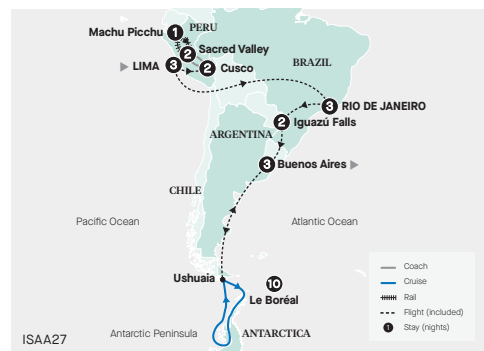 PERU
Machu Picchu 1
2 Sacred Valley
LIMA 3
2 Cusco
BRAZIL
3 RIO DE JANEIRO
2 Iguazú Falls
ARGENTINA
3 Buenos Aires
CHILE
Pacific Ocean
Atlantic Ocean
Ushuaia
10
Le Boréal
Coach
Cruise
Rail
Flight (included)
1 Stay (nights)
Antarctic Peninsula
ANTARCTICA
ISAA27